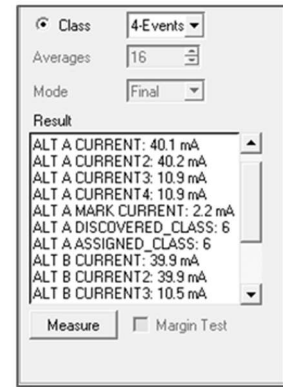 Class 4-Events
Averages 16
Mode Final
Result
ALT A CURRENT: 40.1 mA
ALT A CURRENT2: 40.2 mA
ALT A CURRENT3: 10.9 mA
ALT A CURRENT4: 10.9 mA
ALT A MARK CURRENT: 2.2 mA
ALT A DISCOVERED_CLASS: 6
ALT A ASSIGNED_CLASS: 6
ALT B CURRENT: 39.9 mA
ALT B CURRENT2: 39.9 mA
ALT B CURRENT3: 10.5 mA
Measure Margin Test